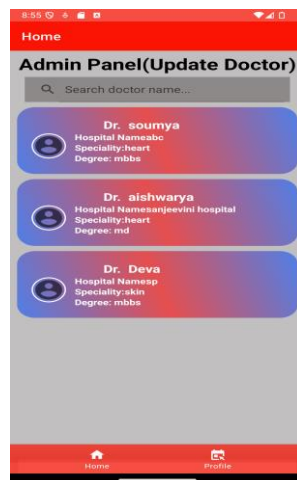 8:55
Home
Admin Panel(Update Doctor)
Search doctor name...
Dr. soumya
Hospital Nameabc
Speciality:heart
Degree: mbbs
Dr. aishwarya
Hospital Namesanjeevini hospital
Speciality:heart
Degree: md
Dr. Deva
Hospital Namesp
Speciality:skin
Degree: mbbs
Home Profile